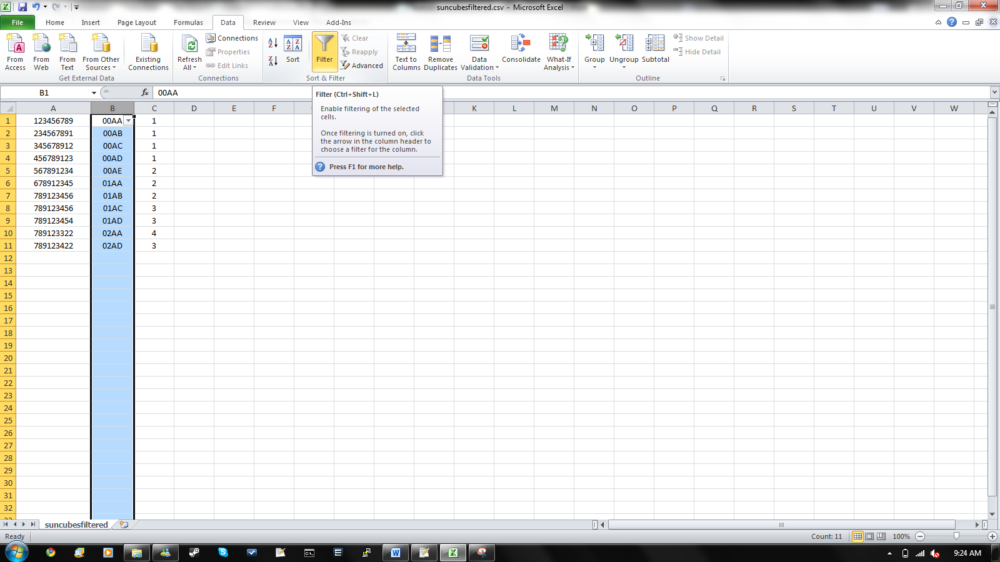 suncubesfiltered.csv - Microsoft Excel
File Home Insert Page Layout Formulas Data Review View Add-Ins
From Access
From Web
From Text
From Other Sources
Existing Connections
Get External Data
Refresh All
Connections
Properties
Edit Links
Connections
Sort
Filter
Clear
Reapply
Advanced
Sort & Filter
Text to Columns
Remove Duplicates
Data Validation
Consolidate
What-If Analysis
Data Tools
Group
Ungroup
Subtotal
Show Detail
Hide Detail
Outline
B1 fx 00AA
Filter (Ctrl+Shift+L)
Enable filtering of the selected
cells.
Once filtering is turned on, click
the arrow in the column header to
choose a filter for the column.
Press F1 for more help.
A B C D E F K L M N O P Q R S T U V W
1 123456789 00AA 1
2 234567891 00AB 1
3 345678912 00AC 1
4 456789123 00AD 1
5 567891234 00AE 2
6 678912345 01AA 2
7 789123456 01AB 2
8 789123456 01AC 3
9 789123454 01AD 3
10 789123322 02AA 4
11 789123422 02AD 3
12
13
14
15
16
17
18
19
20
21
22
23
24
25
26
27
28
29
30
31
32
suncubesfiltered
Ready Count: 11 100%
9:24 AM